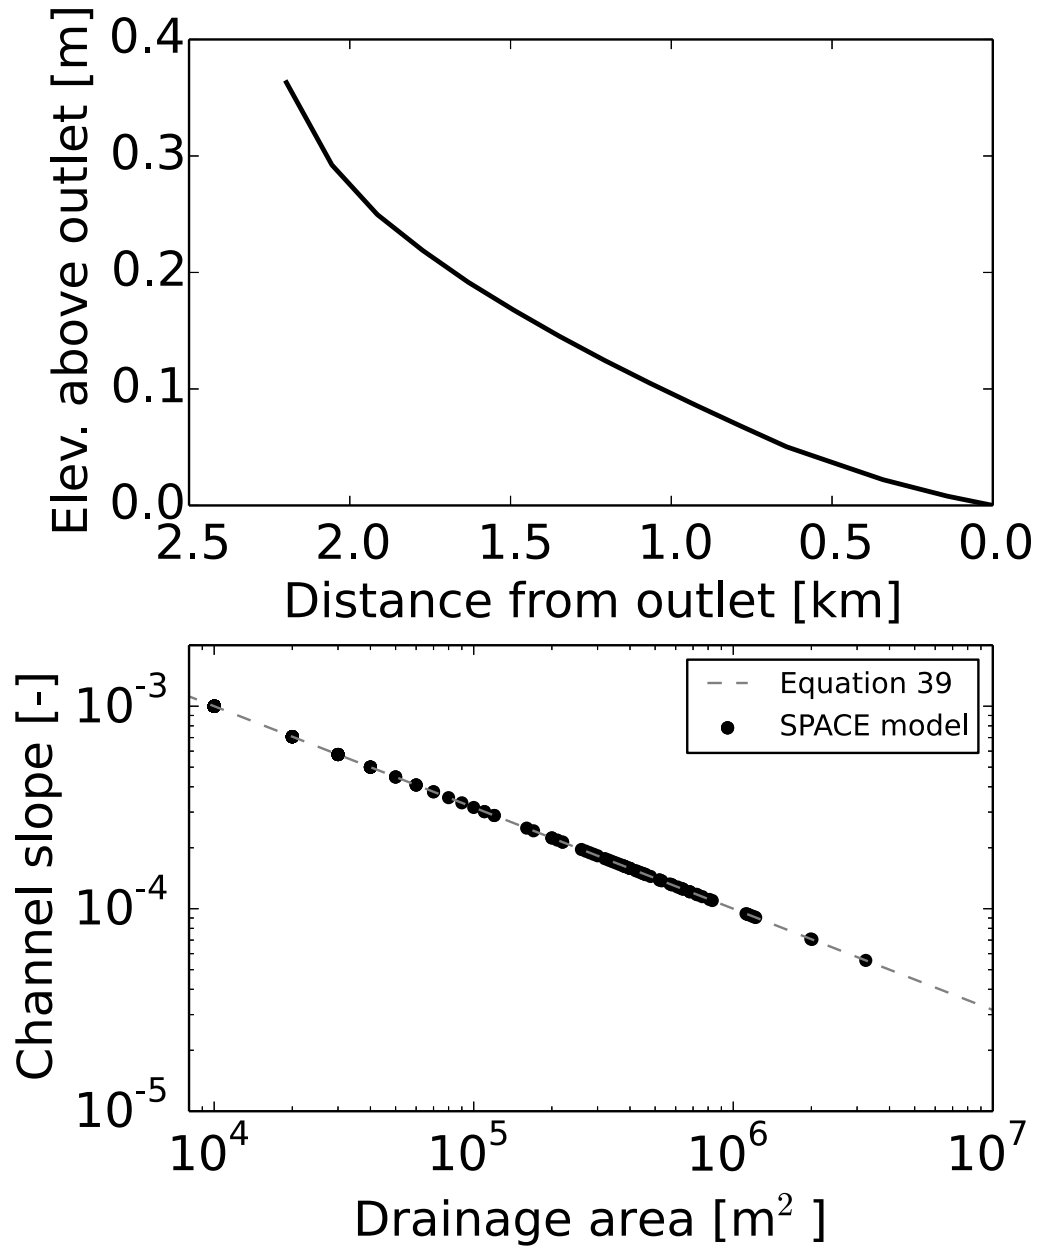 Elev. above outlet [m]
0.4
0.3
0.2
0.1
0.0
2.5 2.0 1.5 1.0 0.5 0.0
Distance from outlet [km]
Channel slope [-]
10^-3
10^-4
10^-5
Equation 39
SPACE model
10^4 10^5 10^6 10^7
Drainage area [m^2 ]